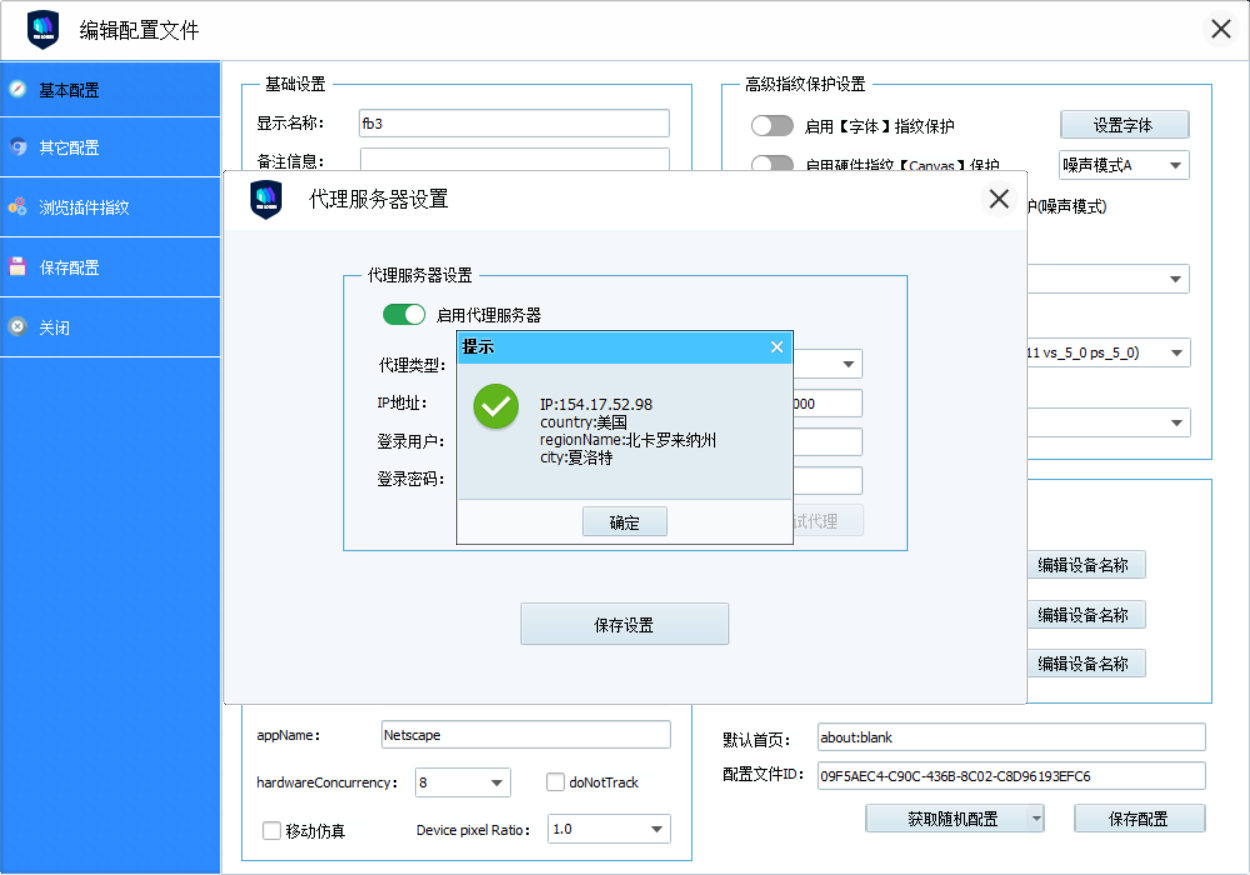 编辑配置文件
基本配置
其它配置
浏览插件指纹
保存配置
关闭
基础设置
显示名称: fb3
备注信息:
高级指纹保护设置
启用【字体】指纹保护 设置字体
启用硬件指纹【Canvas】保护 噪声模式A
护(噪声模式)
11 vs_5_0 ps_5_0)
编辑设备名称
编辑设备名称
编辑设备名称
代理服务器设置
代理服务器设置
启用代理服务器
代理类型:
IP地址: 000
登录用户:
登录密码:
试代理
提示
IP:154.17.52.98
country:美国
regionName:北卡罗来纳州
city:夏洛特
确定
保存设置
appName: Netscape
hardwareConcurrency: 8 doNotTrack
移动仿真 Device pixel Ratio: 1.0
默认首页: about:blank
配置文件ID: 09F5AEC4-C90C-436B-8C02-C8D96193EFC6
获取随机配置 保存配置